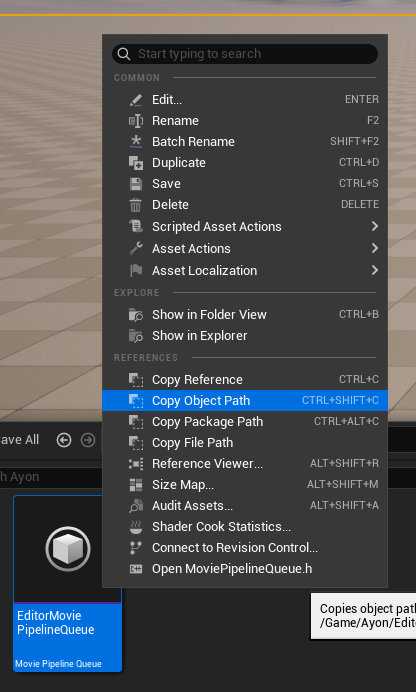 Start typing to search
COMMON
Edit... ENTER
Rename F2
Batch Rename SHIFT+F2
Duplicate CTRL+D
Save CTRL+S
Delete DELETE
Scripted Asset Actions
Asset Actions
Asset Localization
EXPLORE
Show in Folder View CTRL+B
Show in Explorer
REFERENCES
Copy Reference CTRL+C
Copy Object Path CTRL+SHIFT+C
Copy Package Path CTRL+ALT+C
Copy File Path
Reference Viewer... ALT+SHIFT+R
Size Map... ALT+SHIFT+M
Audit Assets... ALT+SHIFT+A
Shader Cook Statistics...
Connect to Revision Control...
Open MoviePipelineQueue.h
ave All
h Ayon
EditorMovie
PipelineQueue
Movie Pipeline Queue
Copies object path
/Game/Ayon/Edito